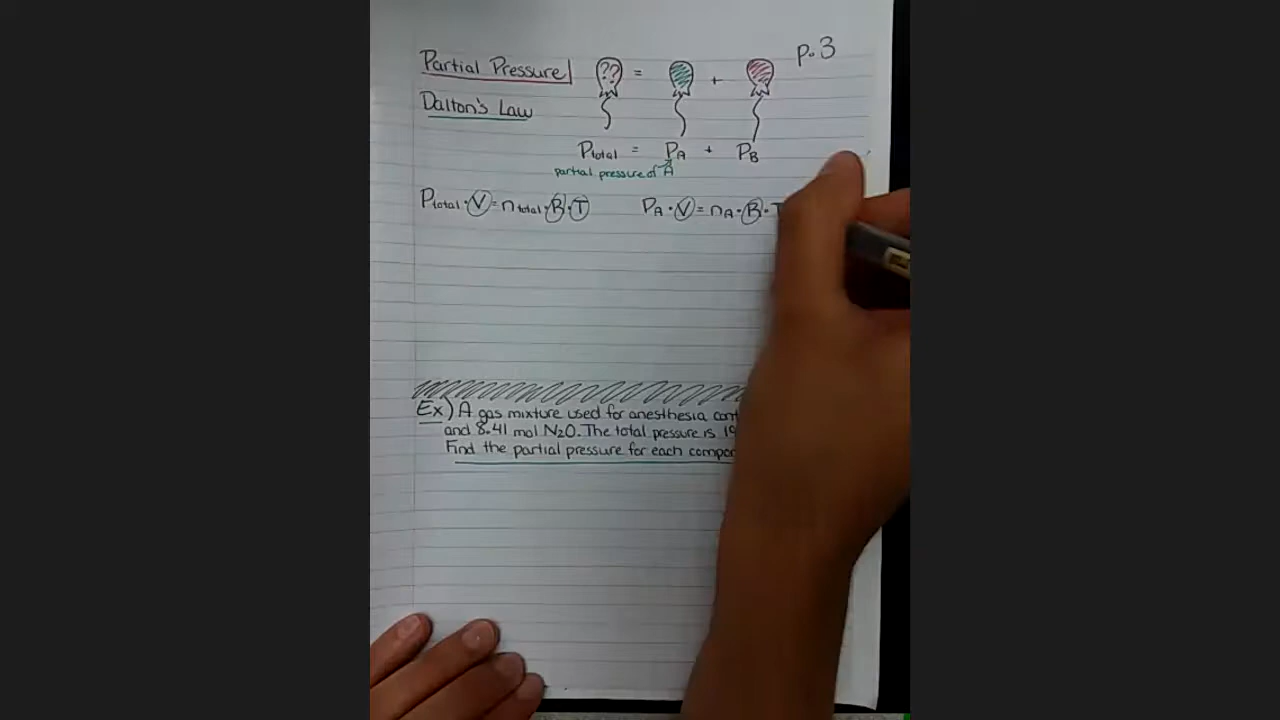 p. 3
Partial Pressure ?? = +
Dalton's Law
Ptotal = PA + PB
partial pressure of A
Ptotal · V = ntotal · R · T PA · V = nA · R · T
Ex) A gas mixture used for anesthesia
and 8.41 mol N2O. The total pressure is
Find the partial pressure for each